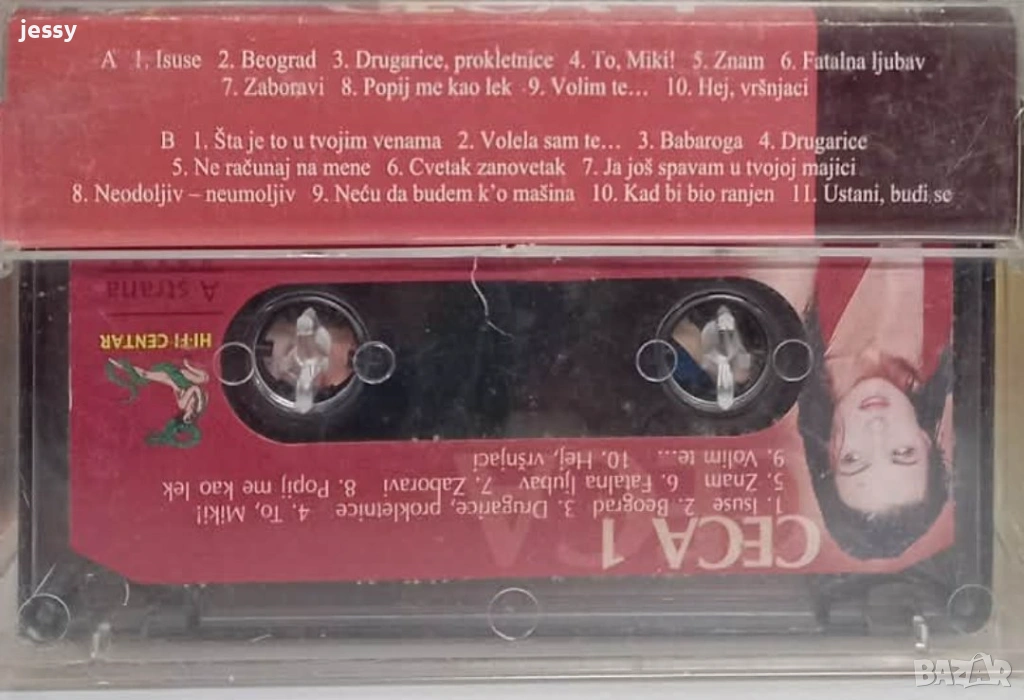 jessy
A 1. Isuse 2. Beograd 3. Drugarice, prokletnice 4. To, Miki! 5. Znam 6. Fatalna ljubav
7. Zaboravi 8. Popij me kao lek 9. Volim te... 10. Hej, vršnjaci
B 1. Šta je to u tvojim venama 2. Volela sam te... 3. Babaroga 4. Drugarice
5. Ne računaj na mene 6. Cvetak zanovetak 7. Ja još spavam u tvojoj majici
8. Neodoljiv – neumoljiv 9. Neću da budem k'o mašina 10. Kad bi bio ranjen 11. Ustani, budi se
CECA 1
1. Isuse 2. Beograd 3. Drugarice, prokletnice 4. To, Miki!
5. Znam 6. Fatalna ljubav 7. Zaboravi 8. Popij me kao lek
9. Volim te... 10. Hej, vršnjaci
HI-FI CENTAR
A strana
BAZAR